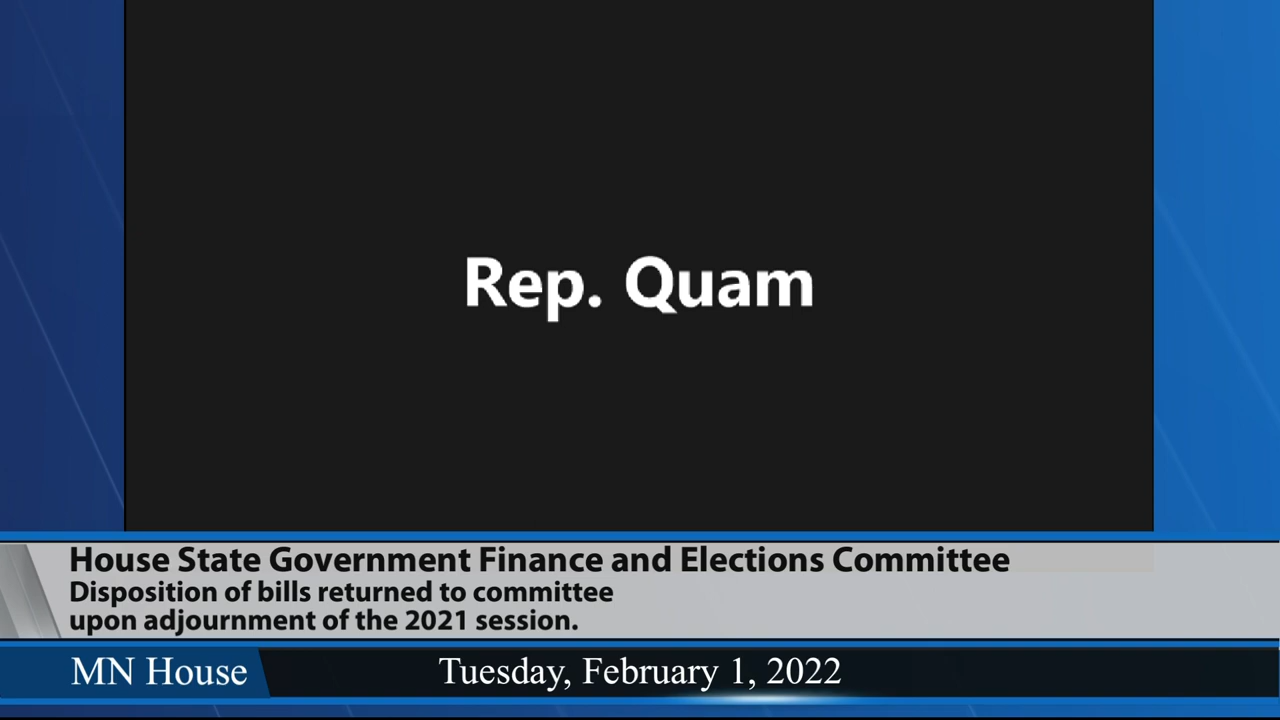 Rep. Quam
House State Government Finance and Elections Committee
Disposition of bills returned to committee
upon adjournment of the 2021 session.
MN House
Tuesday, February 1, 2022